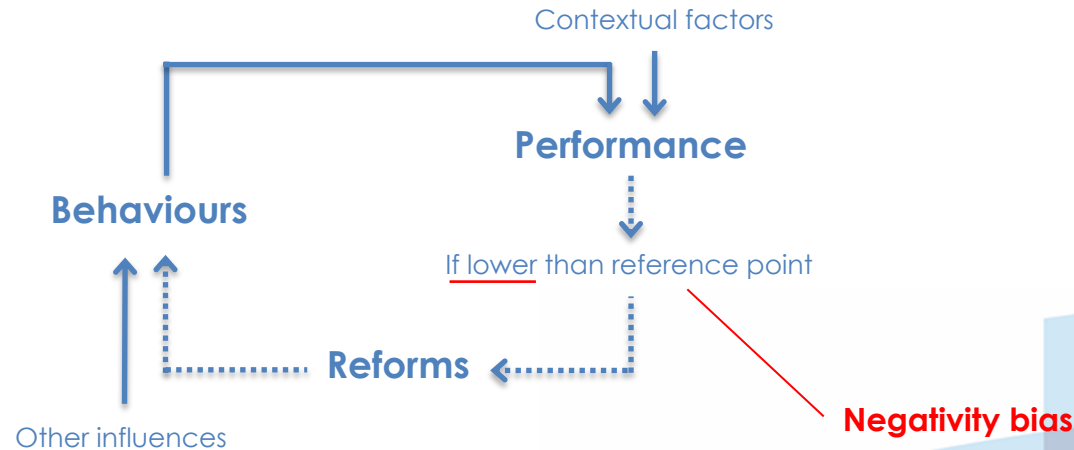 Contextual factors
Performance
Behaviours
If lower than reference point
Reforms
Negativity bias
Other influences